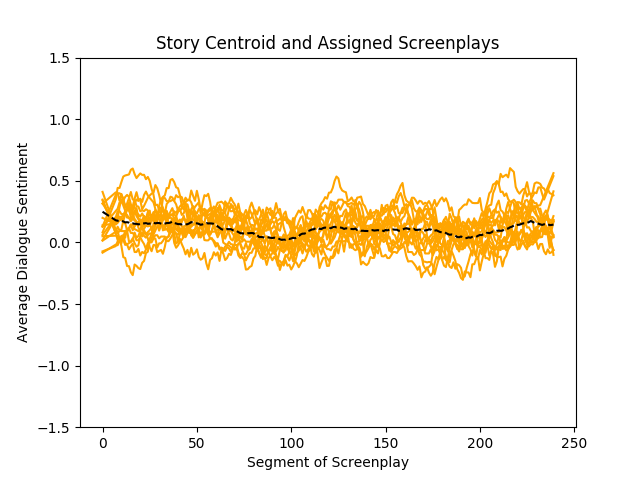 Story Centroid and Assigned Screenplays
1.5
1.0
0.5
0.0
−0.5
−1.0
−1.5
Average Dialogue Sentiment
0 50 100 150 200 250
Segment of Screenplay